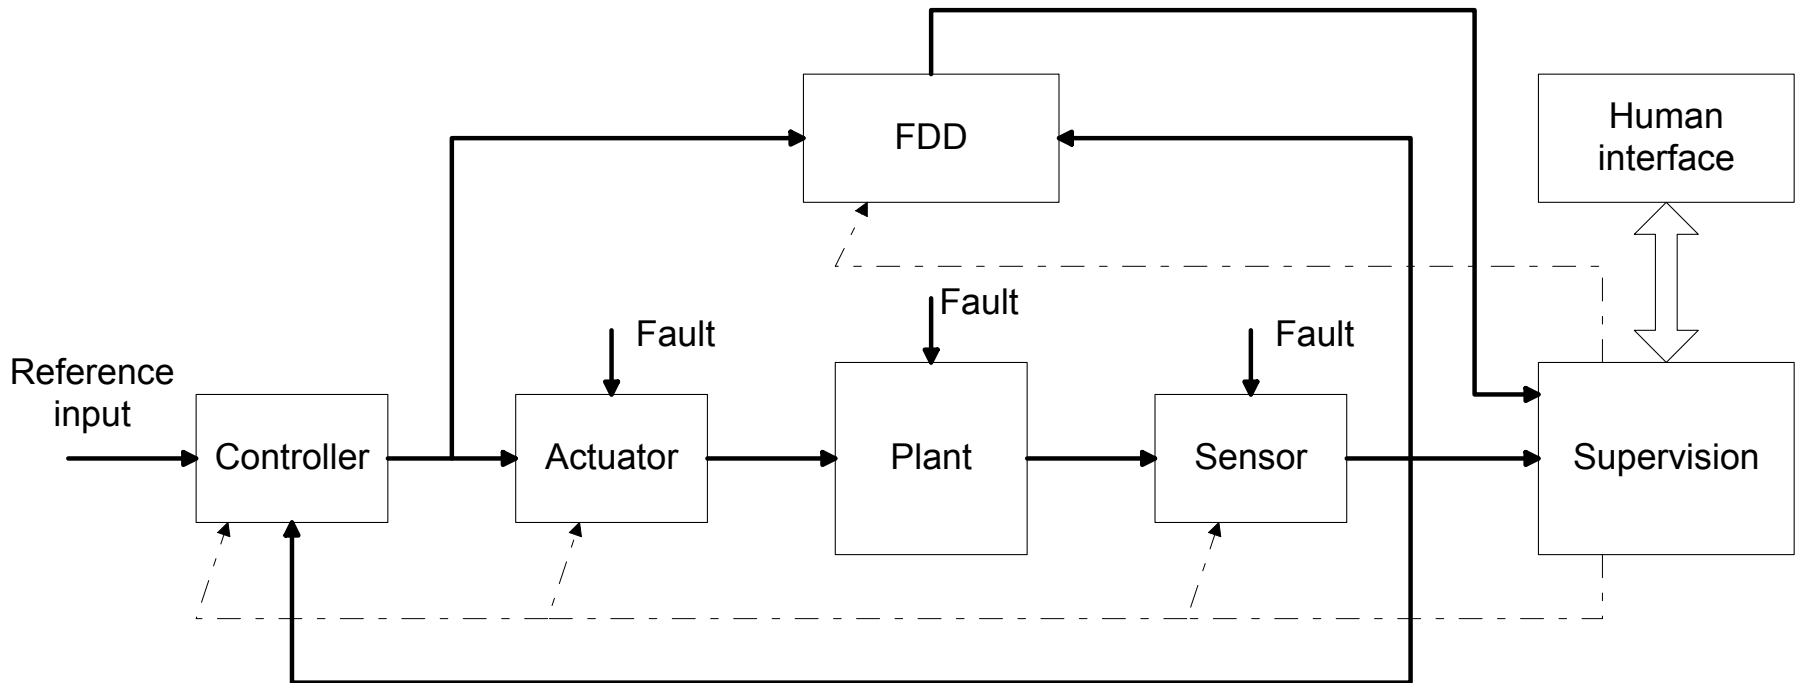 FDD
Human
interface
Fault
Fault
Fault
Reference
input
Controller
Actuator
Plant
Sensor
Supervision